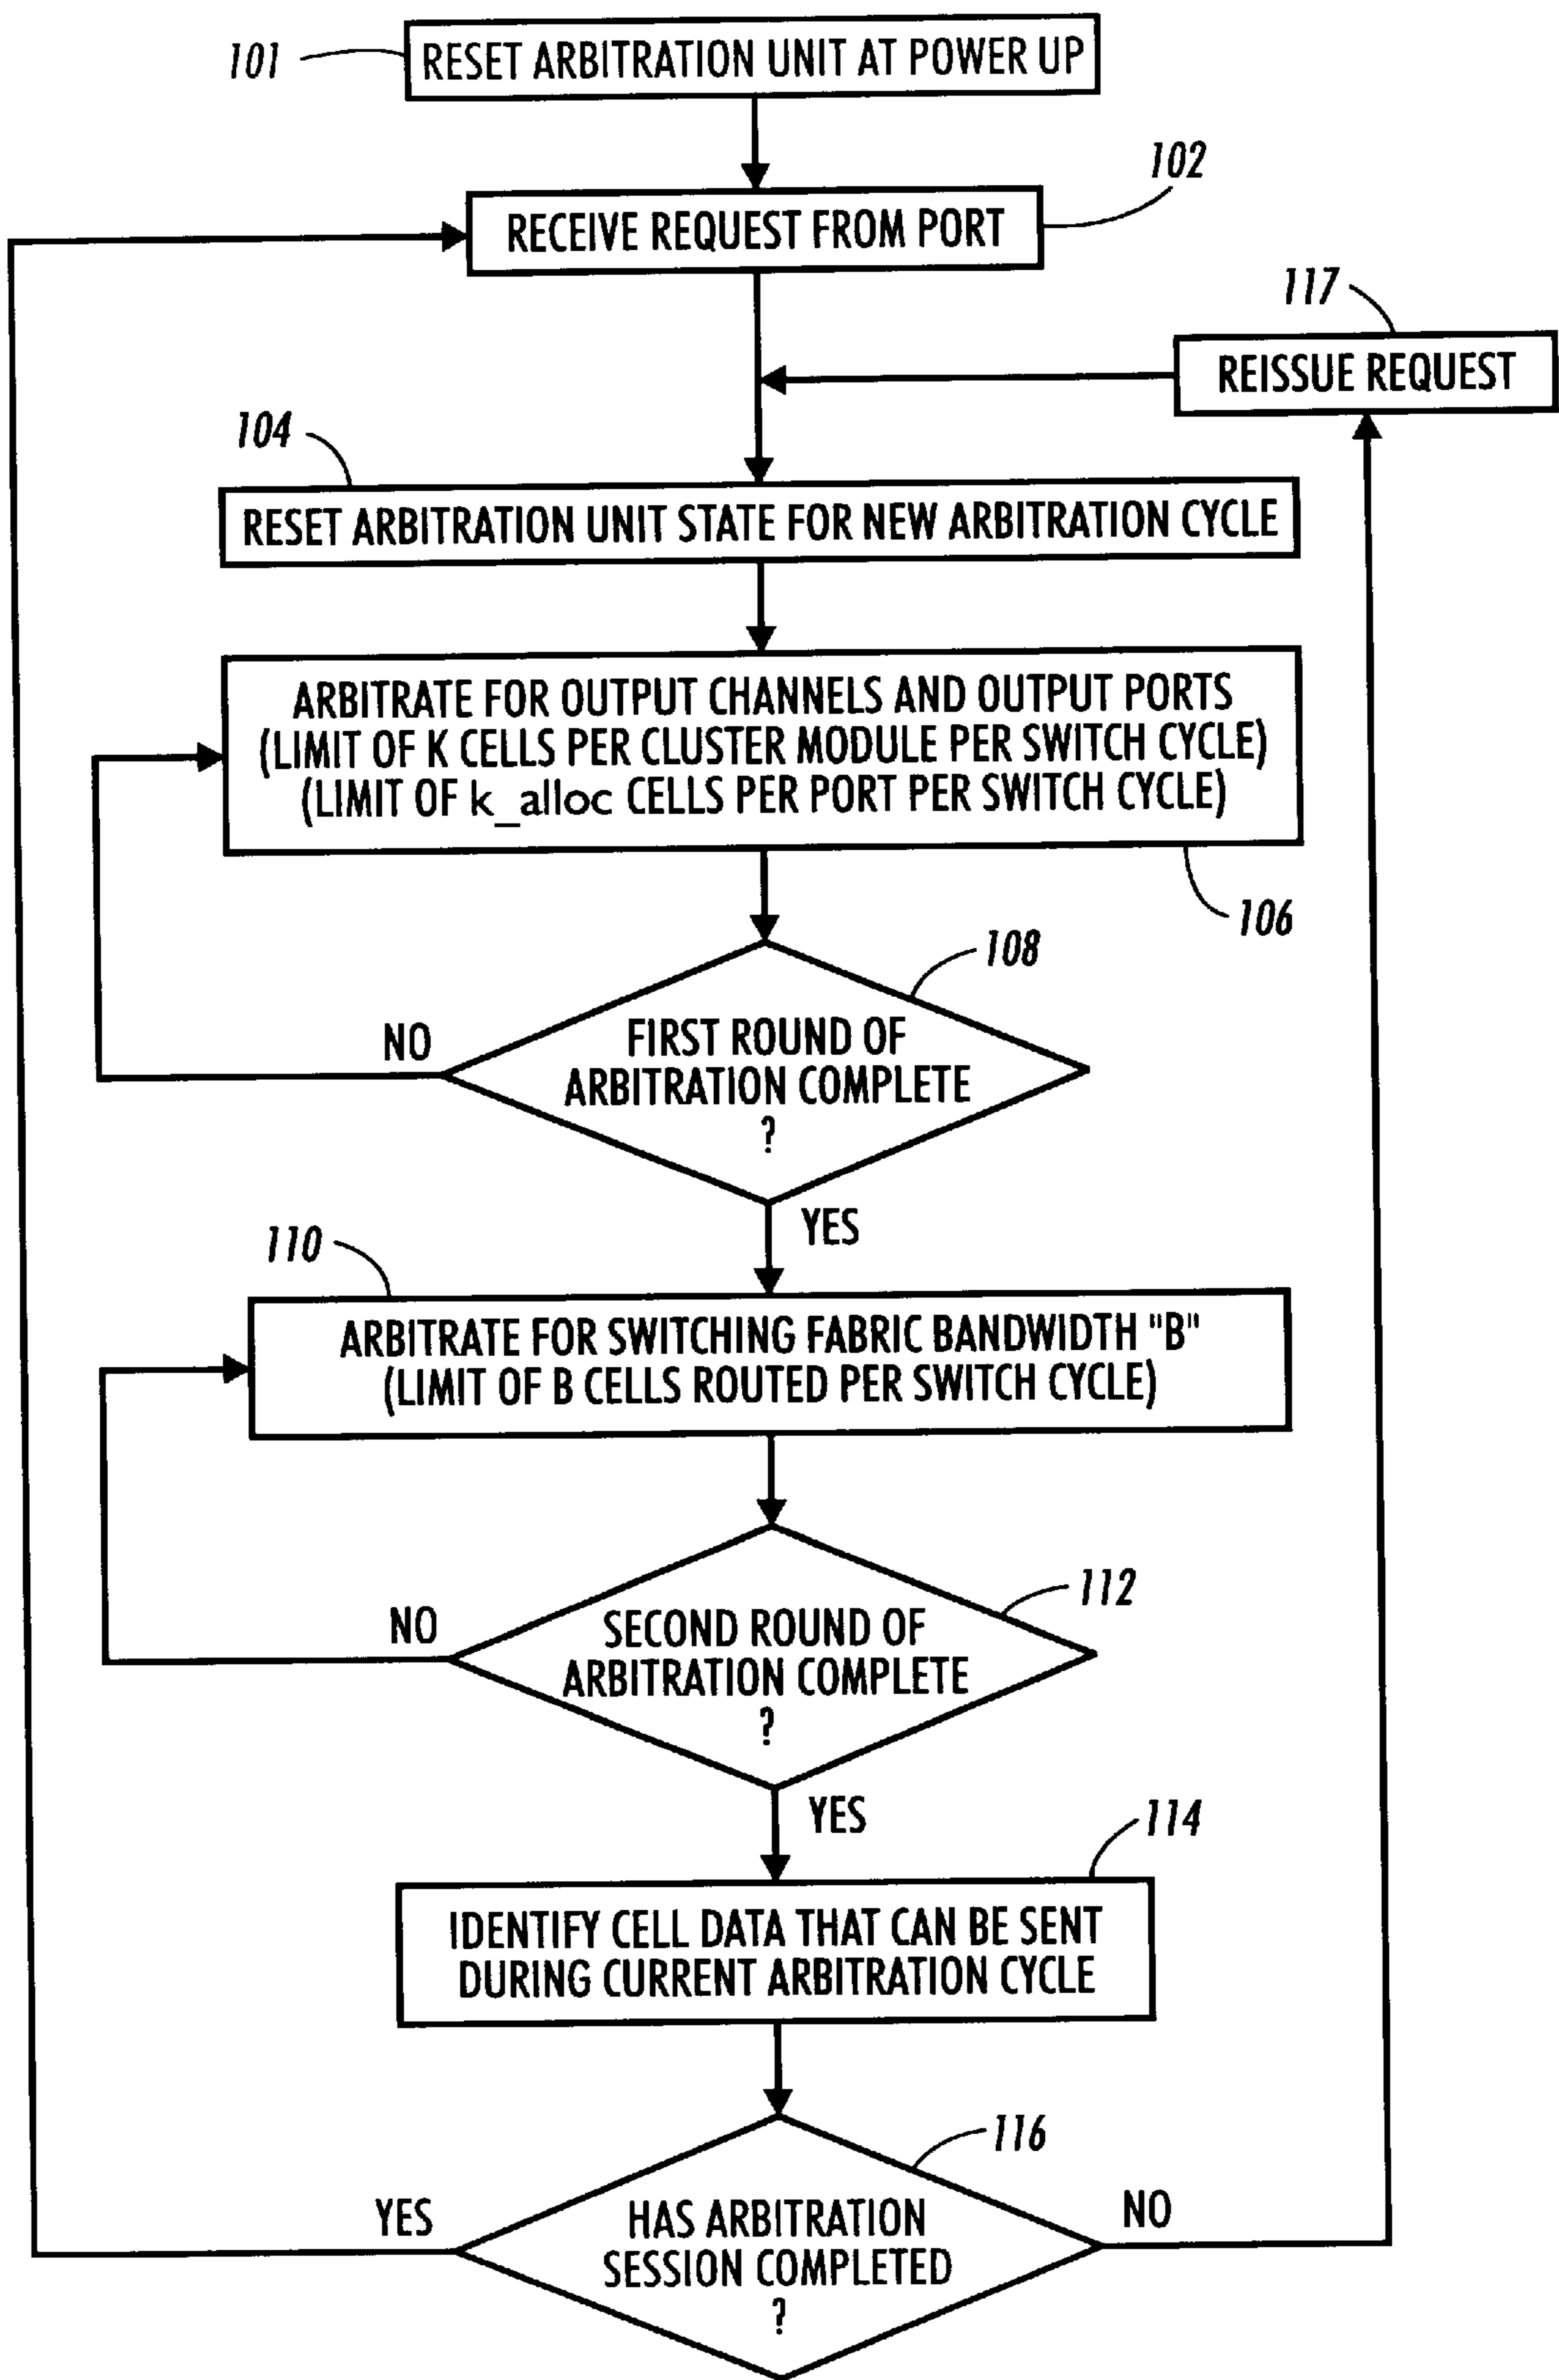 101
RESET ARBITRATION UNIT AT POWER UP
102
RECEIVE REQUEST FROM PORT
117
REISSUE REQUEST
104
RESET ARBITRATION UNIT STATE FOR NEW ARBITRATION CYCLE
ARBITRATE FOR OUTPUT CHANNELS AND OUTPUT PORTS
(LIMIT OF K CELLS PER CLUSTER MODULE PER SWITCH CYCLE)
(LIMIT OF k_alloc CELLS PER PORT PER SWITCH CYCLE)
106
108
NO
FIRST ROUND OF
ARBITRATION COMPLETE
?
YES
110
ARBITRATE FOR SWITCHING FABRIC BANDWIDTH "B"
(LIMIT OF B CELLS ROUTED PER SWITCH CYCLE)
112
NO
SECOND ROUND OF
ARBITRATION COMPLETE
?
YES
114
IDENTIFY CELL DATA THAT CAN BE SENT
DURING CURRENT ARBITRATION CYCLE
116
YES
NO
HAS ARBITRATION
SESSION COMPLETED
?